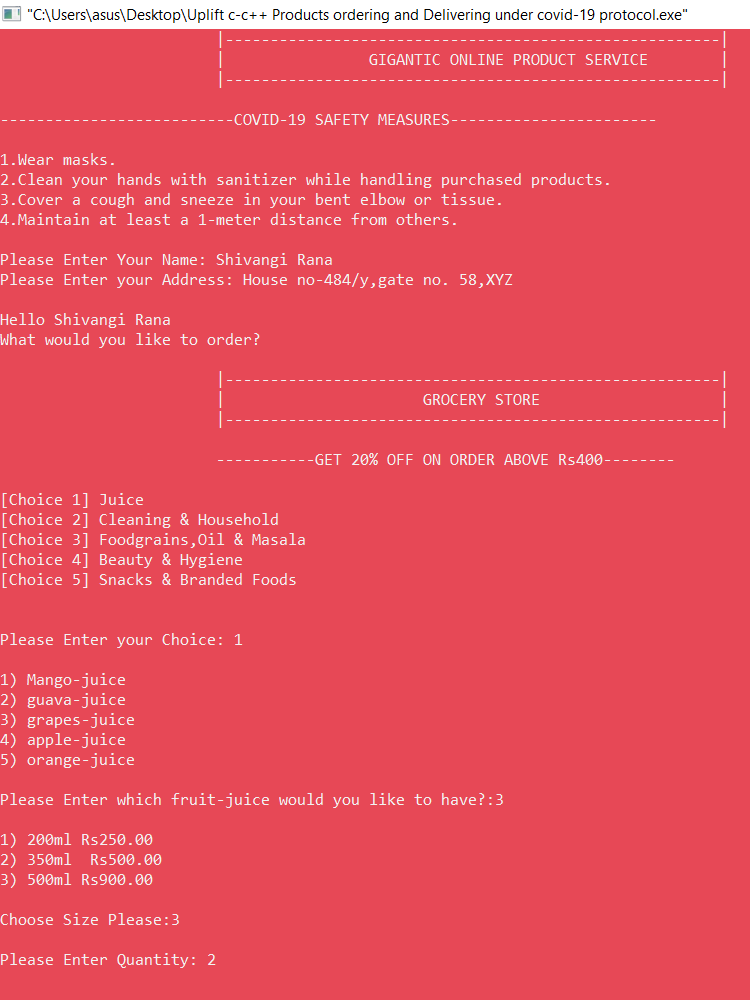 "C:\Users\asus\Desktop\Uplift c-c++ Products ordering and Delivering under covid-19 protocol.exe"
|-------------------------------------------------------|
| GIGANTIC ONLINE PRODUCT SERVICE |
|-------------------------------------------------------|
--------------------------COVID-19 SAFETY MEASURES-----------------------
1.Wear masks.
2.Clean your hands with sanitizer while handling purchased products.
3.Cover a cough and sneeze in your bent elbow or tissue.
4.Maintain at least a 1-meter distance from others.
Please Enter Your Name: Shivangi Rana
Please Enter your Address: House no-484/y,gate no. 58,XYZ
Hello Shivangi Rana
What would you like to order?
|-------------------------------------------------------|
| GROCERY STORE |
|-------------------------------------------------------|
-----------GET 20% OFF ON ORDER ABOVE Rs400--------
[Choice 1] Juice
[Choice 2] Cleaning & Household
[Choice 3] Foodgrains,Oil & Masala
[Choice 4] Beauty & Hygiene
[Choice 5] Snacks & Branded Foods
Please Enter your Choice: 1
1) Mango-juice
2) guava-juice
3) grapes-juice
4) apple-juice
5) orange-juice
Please Enter which fruit-juice would you like to have?:3
1) 200ml Rs250.00
2) 350ml  Rs500.00
3) 500ml Rs900.00
Choose Size Please:3
Please Enter Quantity: 2